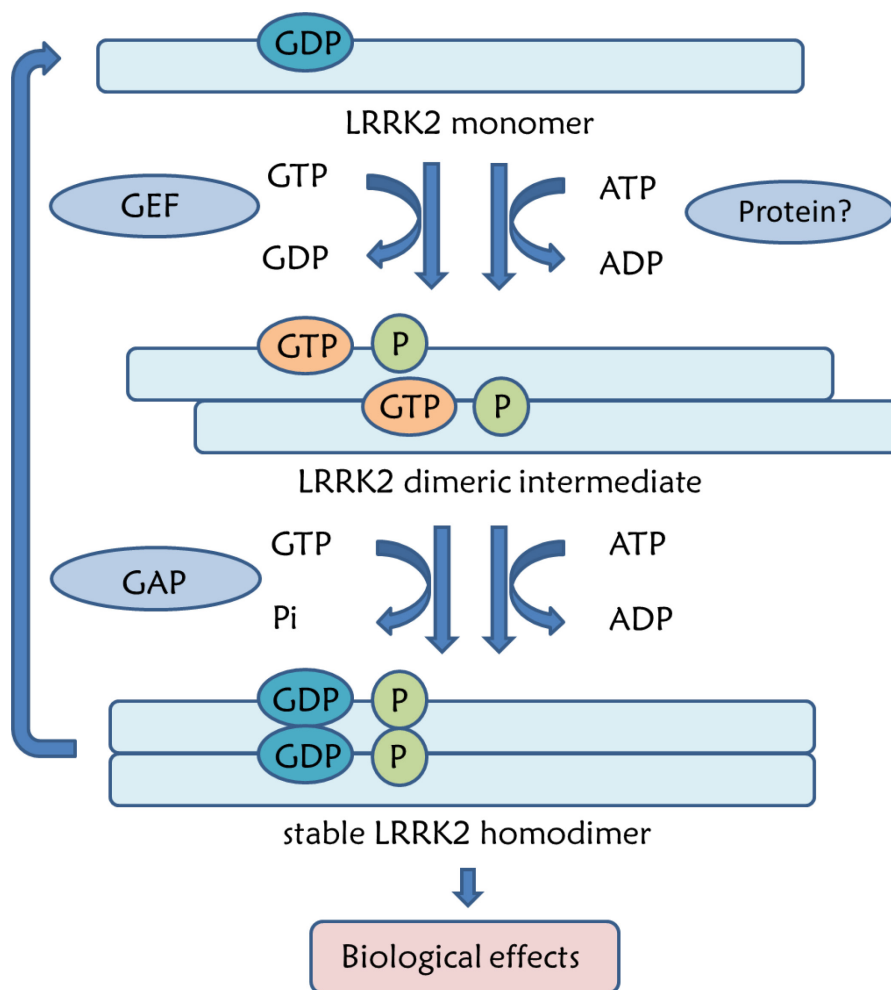 GDP
LRRK2 monomer
GTP
ATP
GEF
Protein?
GDP
ADP
GTP
P
GTP
P
LRRK2 dimeric intermediate
GTP
ATP
GAP
Pi
ADP
GDP
P
GDP
P
stable LRRK2 homodimer
Biological effects